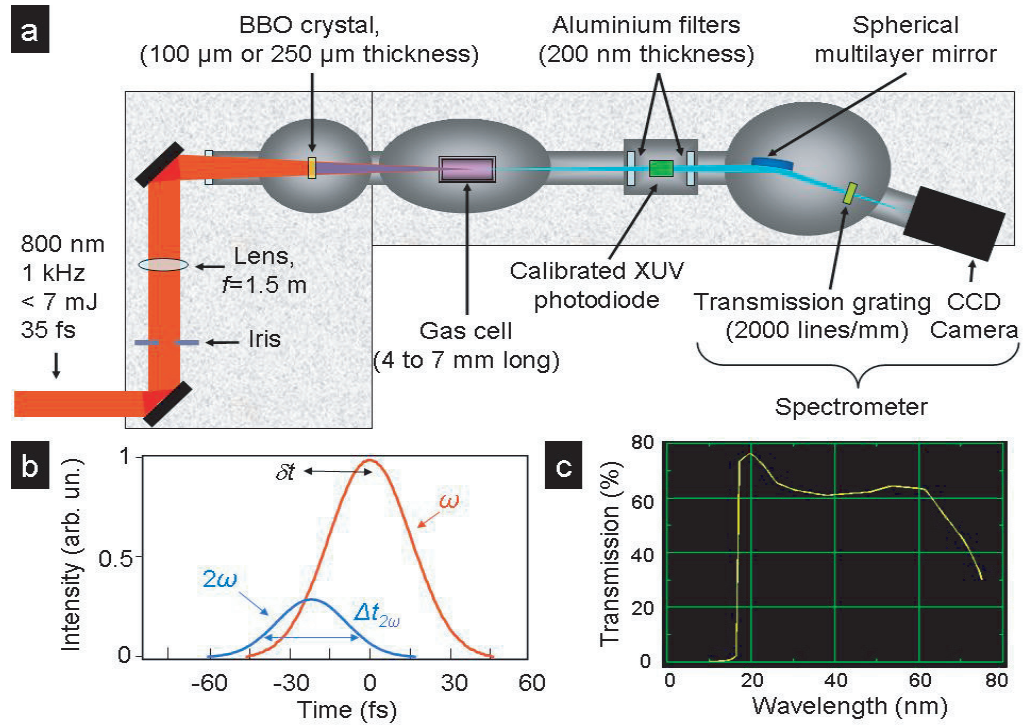 a
BBO crystal,
(100 µm or 250 µm thickness)
Aluminium filters
(200 nm thickness)
Spherical
multilayer mirror
800 nm
1 kHz
< 7 mJ
35 fs
Lens,
f=1.5 m
Iris
Gas cell
(4 to 7 mm long)
Calibrated XUV
photodiode
Transmission grating
(2000 lines/mm)
CCD
Camera
Spectrometer
b
Intensity (arb. un.)
1
0.5
0
δt
ω
2ω
Δt2ω
-60
-30
0
30
60
Time (fs)
c
Transmission (%)
80
60
40
20
0
0
20
40
60
80
Wavelength (nm)